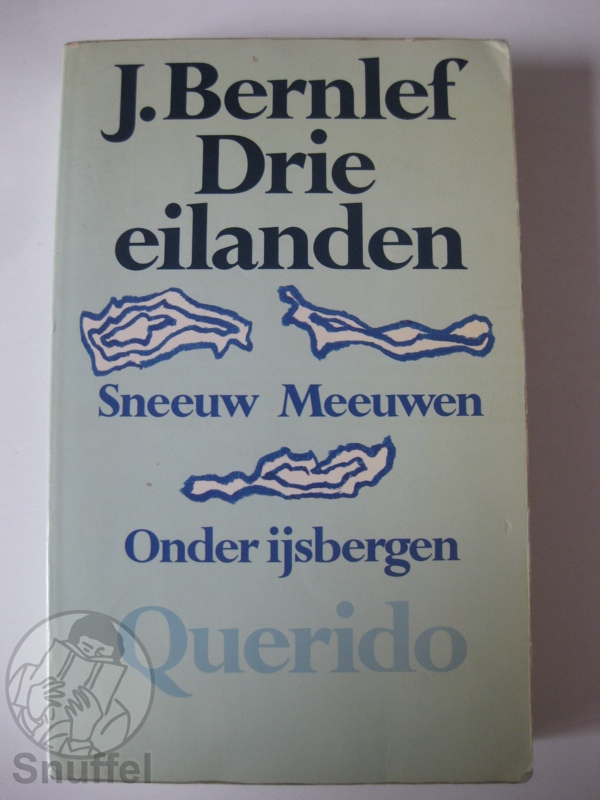 J. Bernlef
Drie
eilanden
Sneeuw Meeuwen
Onder ijsbergen
Querido
Snuffel